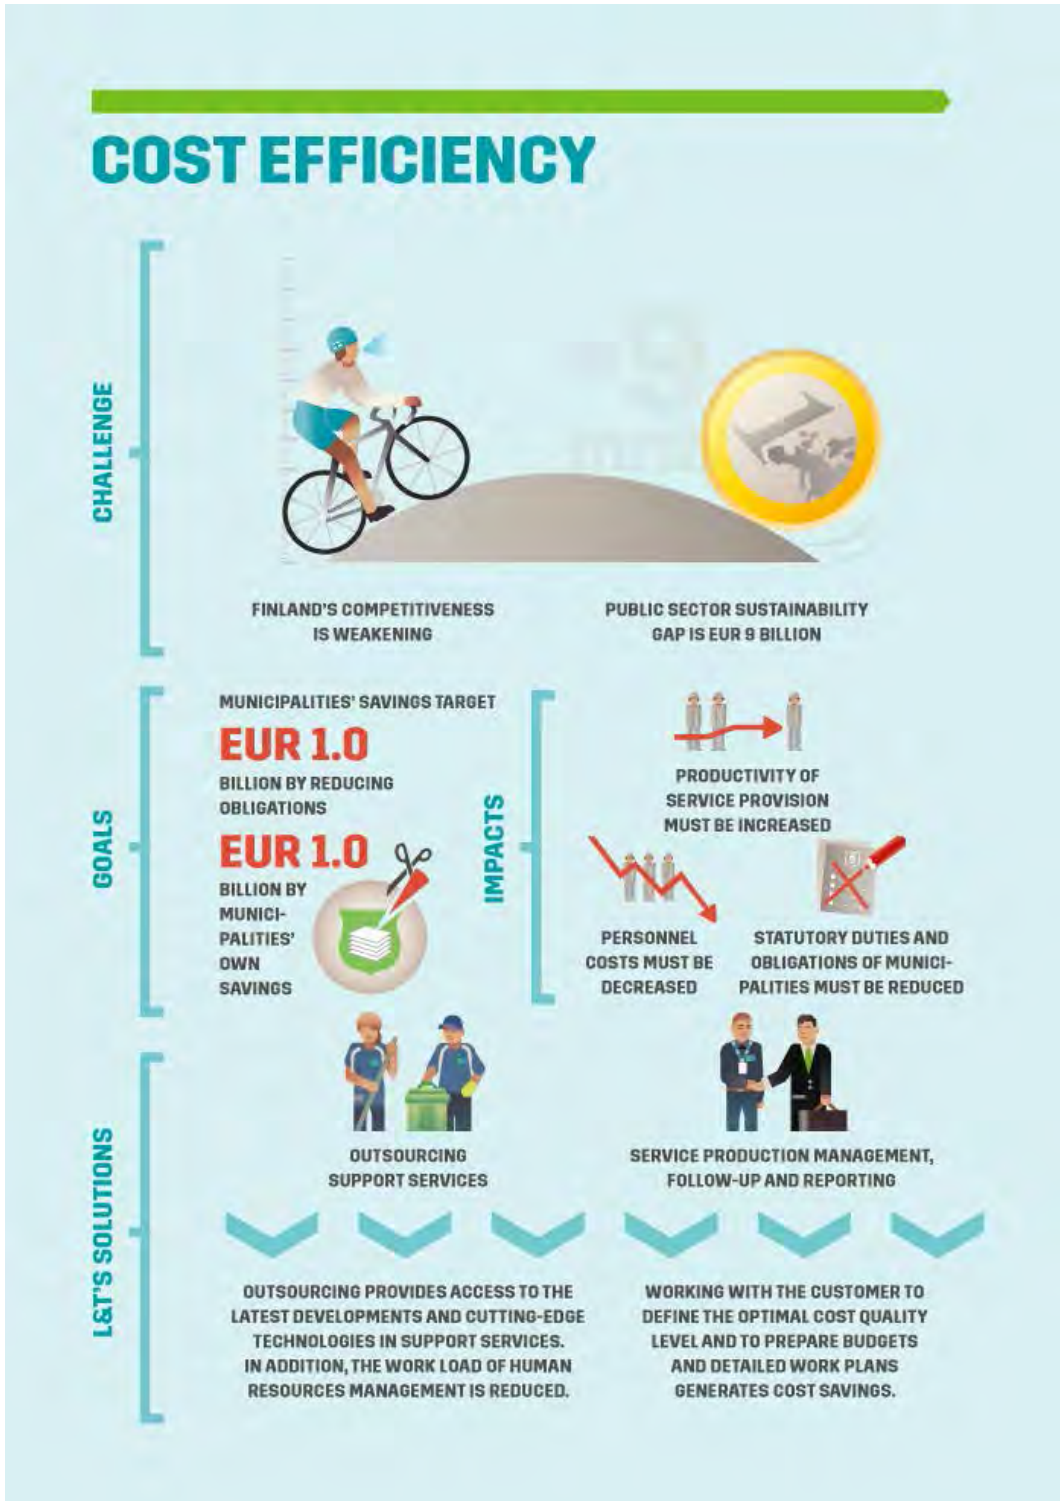 COST EFFICIENCY
CHALLENGE
FINLAND'S COMPETITIVENESS
IS WEAKENING
PUBLIC SECTOR SUSTAINABILITY
GAP IS EUR 9 BILLION
GOALS
MUNICIPALITIES' SAVINGS TARGET
EUR 1.0
BILLION BY REDUCING
OBLIGATIONS
EUR 1.0
BILLION BY
MUNICI-
PALITIES'
OWN
SAVINGS
IMPACTS
PRODUCTIVITY OF
SERVICE PROVISION
MUST BE INCREASED
PERSONNEL
COSTS MUST BE
DECREASED
STATUTORY DUTIES AND
OBLIGATIONS OF MUNICI-
PALITIES MUST BE REDUCED
L&T'S SOLUTIONS
OUTSOURCING
SUPPORT SERVICES
SERVICE PRODUCTION MANAGEMENT,
FOLLOW-UP AND REPORTING
OUTSOURCING PROVIDES ACCESS TO THE
LATEST DEVELOPMENTS AND CUTTING-EDGE
TECHNOLOGIES IN SUPPORT SERVICES.
IN ADDITION, THE WORK LOAD OF HUMAN
RESOURCES MANAGEMENT IS REDUCED.
WORKING WITH THE CUSTOMER TO
DEFINE THE OPTIMAL COST QUALITY
LEVEL AND TO PREPARE BUDGETS
AND DETAILED WORK PLANS
GENERATES COST SAVINGS.